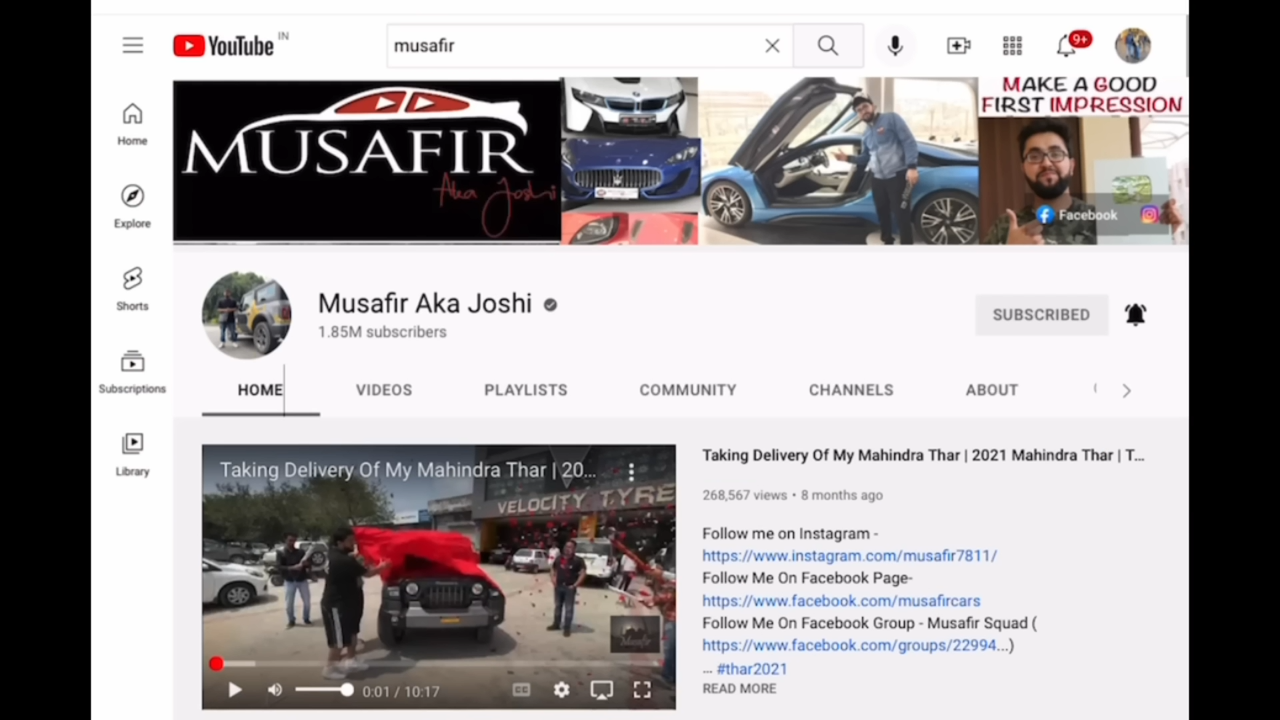 YouTube IN
musafir
9+
Home
Explore
Shorts
Subscriptions
Library
MUSAFIR
Aka Joshi
MAKE A GOOD
FIRST IMPRESSION
Facebook
Musafir Aka Joshi
1.85M subscribers
SUBSCRIBED
HOME VIDEOS PLAYLISTS COMMUNITY CHANNELS ABOUT
Taking Delivery Of My Mahindra Thar | 20...
VELOCITY TYRE
Musafir
0:01 / 10:17
CC
Taking Delivery Of My Mahindra Thar | 2021 Mahindra Thar | T...
268,567 views • 8 months ago
Follow me on Instagram -
https://www.instagram.com/musafir7811/
Follow Me On Facebook Page-
https://www.facebook.com/musafircars
Follow Me On Facebook Group - Musafir Squad (
https://www.facebook.com/groups/22994...)
... #thar2021
READ MORE